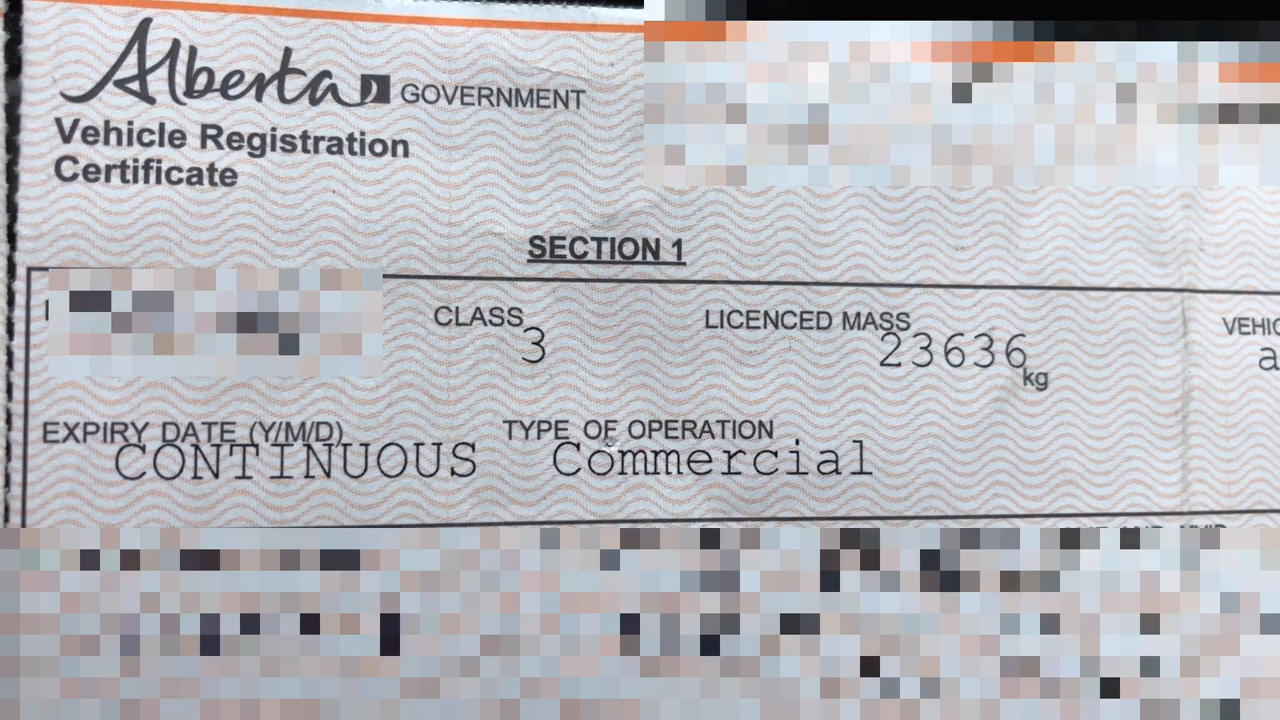 Alberta GOVERNMENT
Vehicle Registration
Certificate
SECTION 1
CLASS
3
LICENCED MASS
23636 kg
EXPIRY DATE (Y/M/D)
CONTINUOUS
TYPE OF OPERATION
Commercial